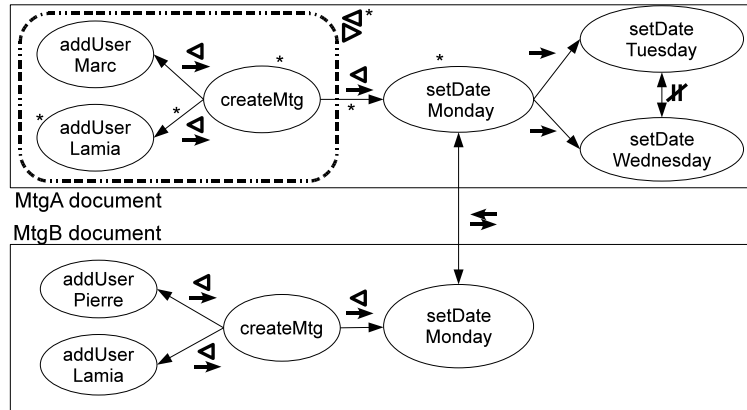 addUser
Marc
addUser
Lamia
createMtg
setDate
Monday
setDate
Tuesday
setDate
Wednesday
*
*
*
*
*
*
MtgA document
MtgB document
addUser
Pierre
addUser
Lamia
createMtg
setDate
Monday